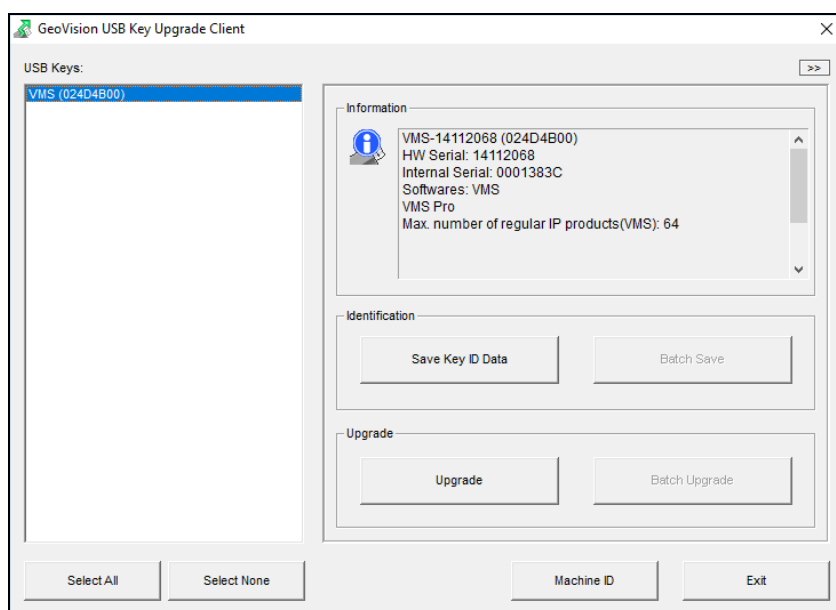 GeoVision USB Key Upgrade Client
USB Keys:
>>
VMS (024D4B00)
Information
VMS-14112068 (024D4B00)
HW Serial: 14112068
Internal Serial: 0001383C
Softwares: VMS
VMS Pro
Max. number of regular IP products(VMS): 64
Identification
Save Key ID Data
Batch Save
Upgrade
Upgrade
Batch Upgrade
Select All
Select None
Machine ID
Exit